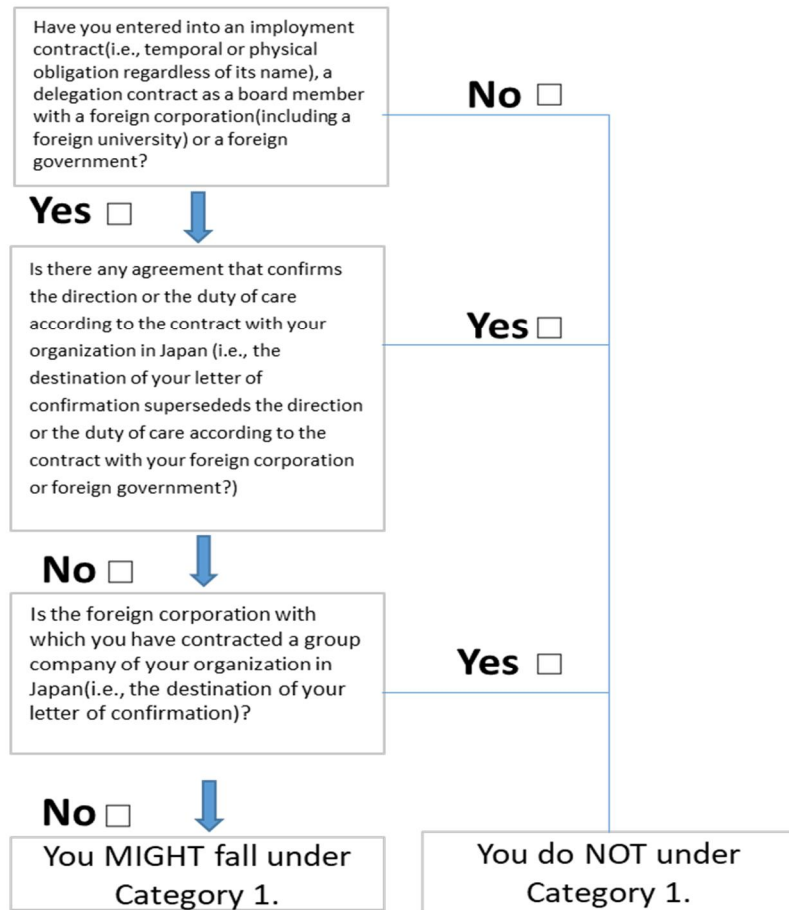 Have you entered into an imployment
contract(i.e., temporal or physical
obligation regardless of its name), a
delegation contract as a board member
with a foreign corporation(including a
foreign university) or a foreign
government?
No □
Yes □
Is there any agreement that confirms
the direction or the duty of care
according to the contract with your
organization in Japan (i.e., the
destination of your letter of
confirmation supersededs the direction
or the duty of care according to the
contract with your foreign corporation
or foreign government?)
Yes □
No □
Is the foreign corporation with
which you have contracted a group
company of your organization in
Japan(i.e., the destination of your
letter of confirmation)?
Yes □
No □
You MIGHT fall under
Category 1.
You do NOT under
Category 1.